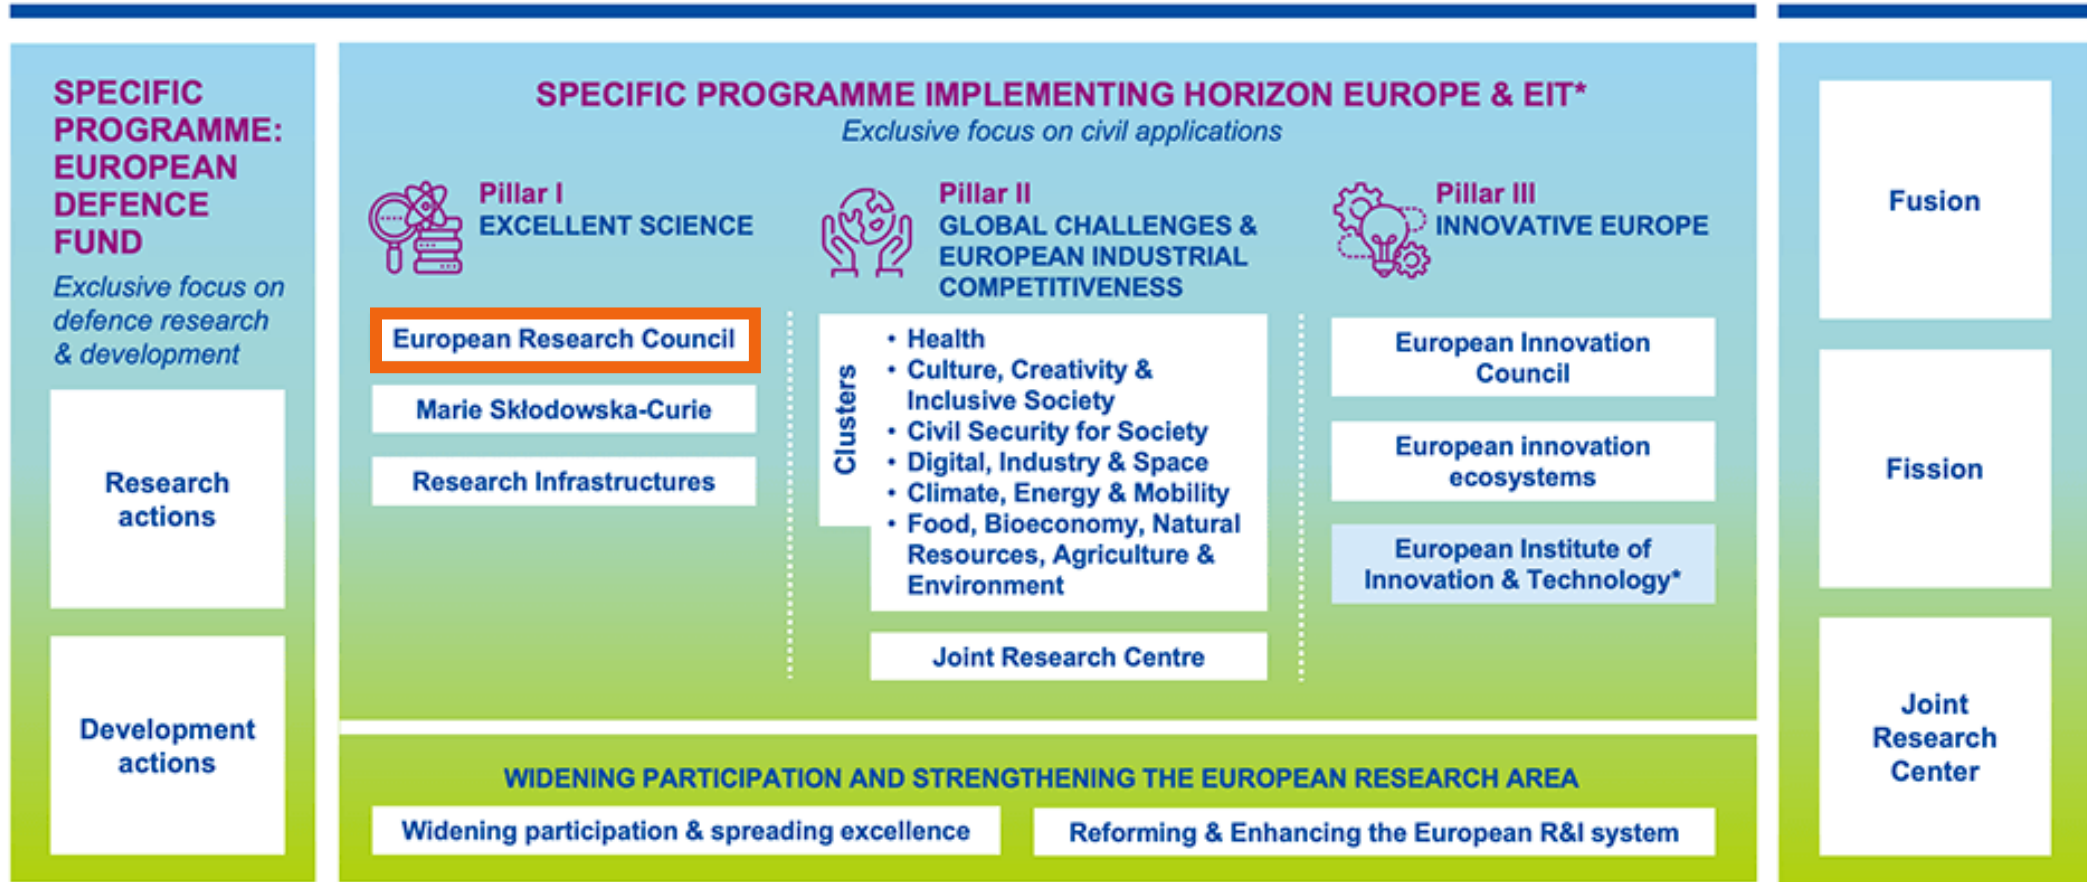 SPECIFIC
PROGRAMME:
EUROPEAN
DEFENCE
FUND
Exclusive focus on
defence research
& development
Research
actions
Development
actions
SPECIFIC PROGRAMME IMPLEMENTING HORIZON EUROPE & EIT*
Exclusive focus on civil applications
Pillar I
EXCELLENT SCIENCE
European Research Council
Marie Skłodowska-Curie
Research Infrastructures
Pillar II
GLOBAL CHALLENGES &
EUROPEAN INDUSTRIAL
COMPETITIVENESS
Clusters
• Health
• Culture, Creativity &
Inclusive Society
• Civil Security for Society
• Digital, Industry & Space
• Climate, Energy & Mobility
• Food, Bioeconomy, Natural
Resources, Agriculture &
Environment
Joint Research Centre
Pillar III
INNOVATIVE EUROPE
European Innovation
Council
European innovation
ecosystems
European Institute of
Innovation & Technology*
WIDENING PARTICIPATION AND STRENGTHENING THE EUROPEAN RESEARCH AREA
Widening participation & spreading excellence
Reforming & Enhancing the European R&I system
Fusion
Fission
Joint
Research
Center